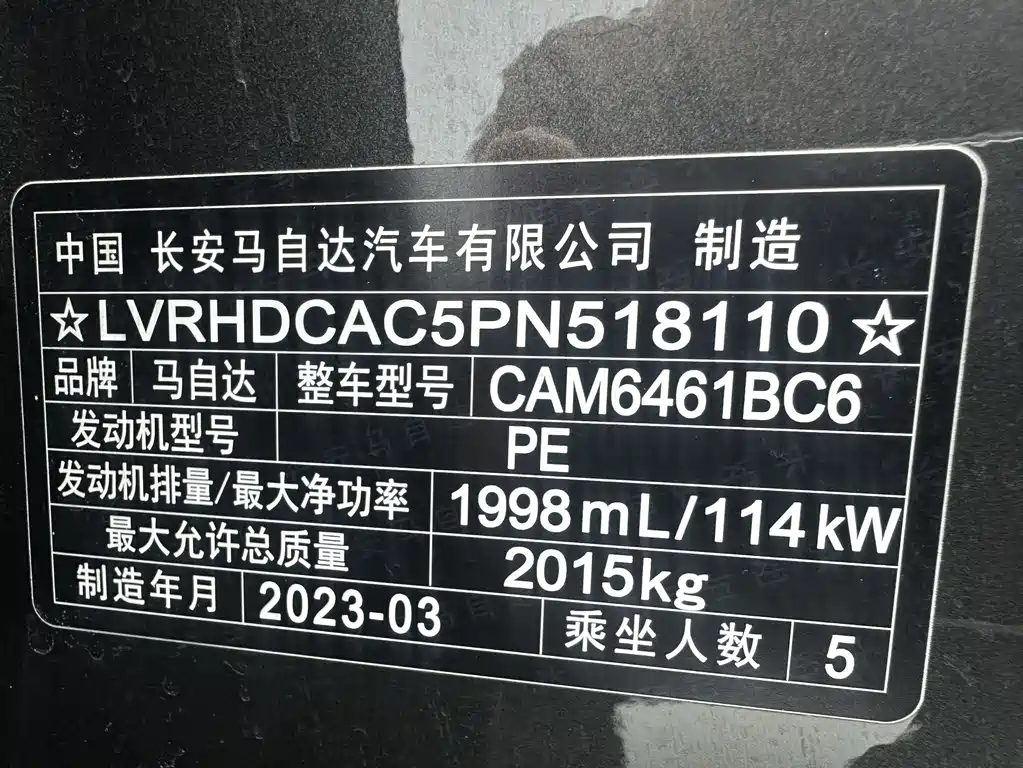 中国 长安马自达汽车有限公司 制造
☆LVRHDCAC5PN518110☆
品牌 马自达 整车型号 CAM6461BC6
发动机型号 PE
发动机排量/最大净功率 1998mL/114kW
最大允许总质量 2015kg
制造年月 2023-03 乘坐人数 5